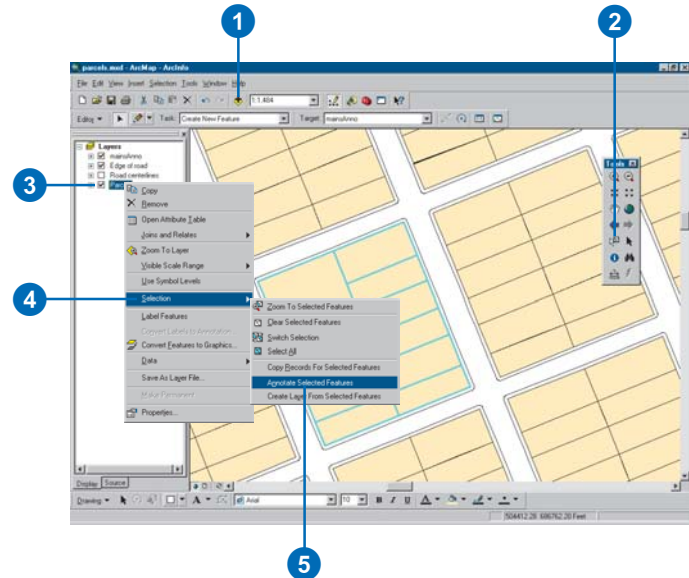 1
2
parcels.mxd - ArcMap - ArcInfo
File Edit View Insert Selection Tools Window Help
1:1,484
Editor Task: Create New Feature Target: mainsAnno
Layers
mainsAnno
Edge of road
Road centerlines
3
Copy
Remove
Open Attribute Table
Joins and Relates
Zoom To Layer
Visible Scale Range
Use Symbol Levels
4
Selection
Label Features
Convert Labels to Annotation...
Convert Features to Graphics...
Data
Save As Layer File...
Make Permanent
Properties...
Zoom To Selected Features
Clear Selected Features
Switch Selection
Select All
Copy Records For Selected Features
Annotate Selected Features
Create Layer From Selected Features
Tools
Display Source
Drawing Arial 10 B I U A
504412.28 686762.20 Feet
5